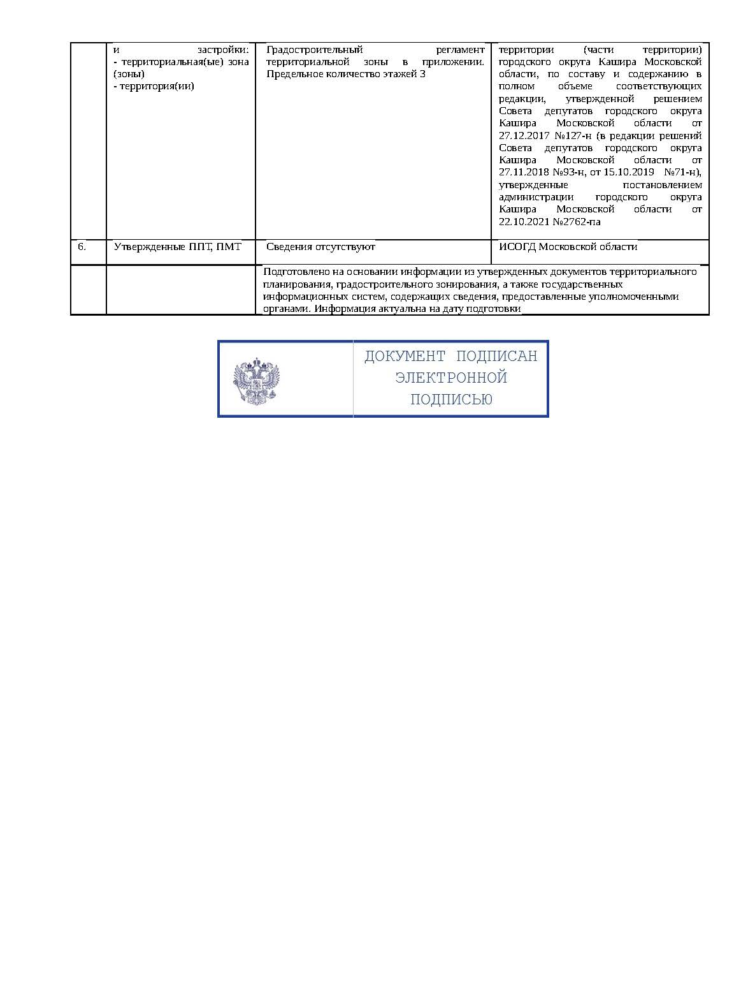 и застройки:
- территориальная(ые) зона
(зоны)
- территория(ии)
Градостроительный регламент
территориальной зоны в приложении.
Предельное количество этажей 3
территории (части территории)
городского округа Кашира Московской
области, по составу и содержанию в
полном объеме соответствующих
редакции, утвержденной решением
Совета депутатов городского округа
Кашира Московской области от
27.12.2017 №127-н (в редакции решений
Совета депутатов городского округа
Кашира Московской области от
27.11.2018 №93-н, от 15.10.2019 №71-н),
утвержденные постановлением
администрации городского округа
Кашира Московской области от
22.10.2021 №2762-па
6.
Утвержденные ППТ, ПМТ
Сведения отсутствуют
ИСОГД Московской области
Подготовлено на основании информации из утвержденных документов территориального
планирования, градостроительного зонирования, а также государственных
информационных систем, содержащих сведения, предоставленные уполномоченными
органами. Информация актуальна на дату подготовки
ДОКУМЕНТ ПОДПИСАН
ЭЛЕКТРОННОЙ
ПОДПИСЬЮ